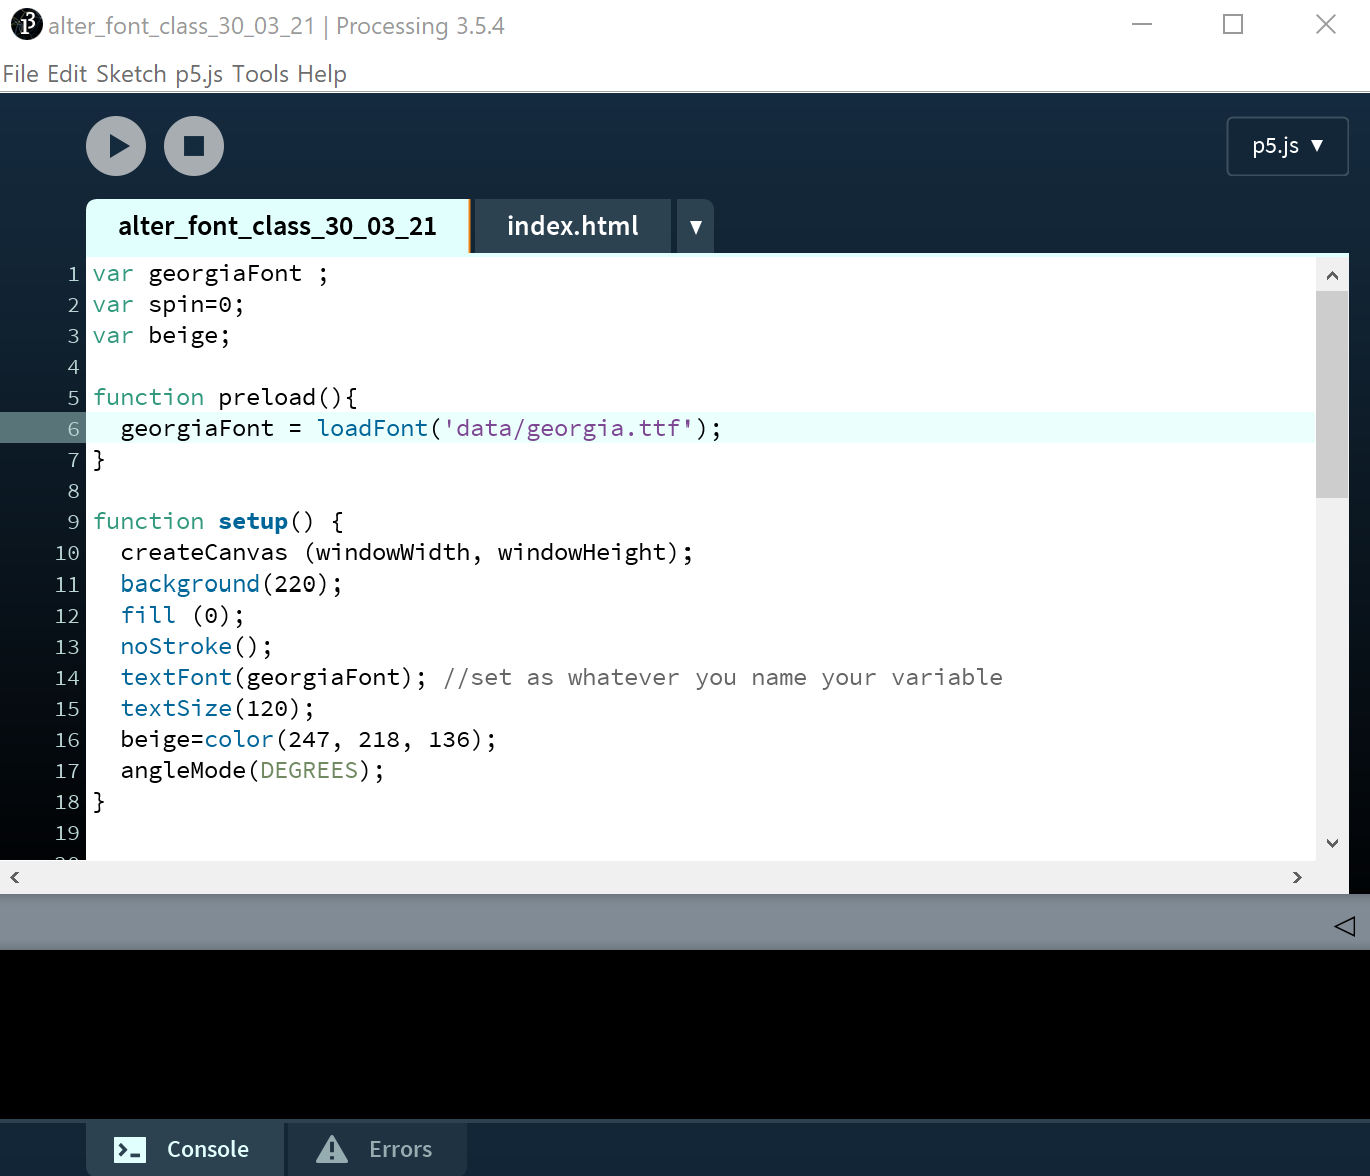 alter_font_class_30_03_21 | Processing 3.5.4
File Edit Sketch p5.js Tools Help
p5.js ▼
alter_font_class_30_03_21 index.html ▼
1 var georgiaFont ;
2 var spin=0;
3 var beige;
4
5 function preload(){
6 georgiaFont = loadFont('data/georgia.ttf');
7 }
8
9 function setup() {
10 createCanvas (windowWidth, windowHeight);
11 background(220);
12 fill (0);
13 noStroke();
14 textFont(georgiaFont); //set as whatever you name your variable
15 textSize(120);
16 beige=color(247, 218, 136);
17 angleMode(DEGREES);
18 }
19
Console Errors